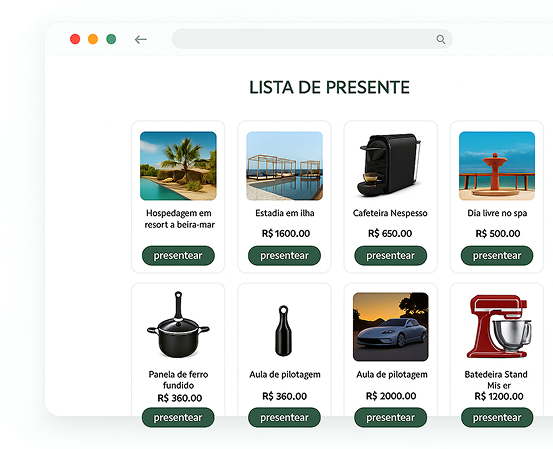 LISTA DE PRESENTE
Hospedagem em
resort a beira-mar
presentear
Estadia em ilha
R$ 1600.00
presentear
Cafeteira Nespresso
R$ 650.00
presentear
Dia livre no spa
R$ 500.00
presentear
Panela de ferro
fundido
R$ 360.00
presentear
Aula de pilotagem
R$ 360.00
presentear
Aula de pilotagem
R$ 2000.00
presentear
Batedeira Stand
Mis er
R$ 1200.00
presentear